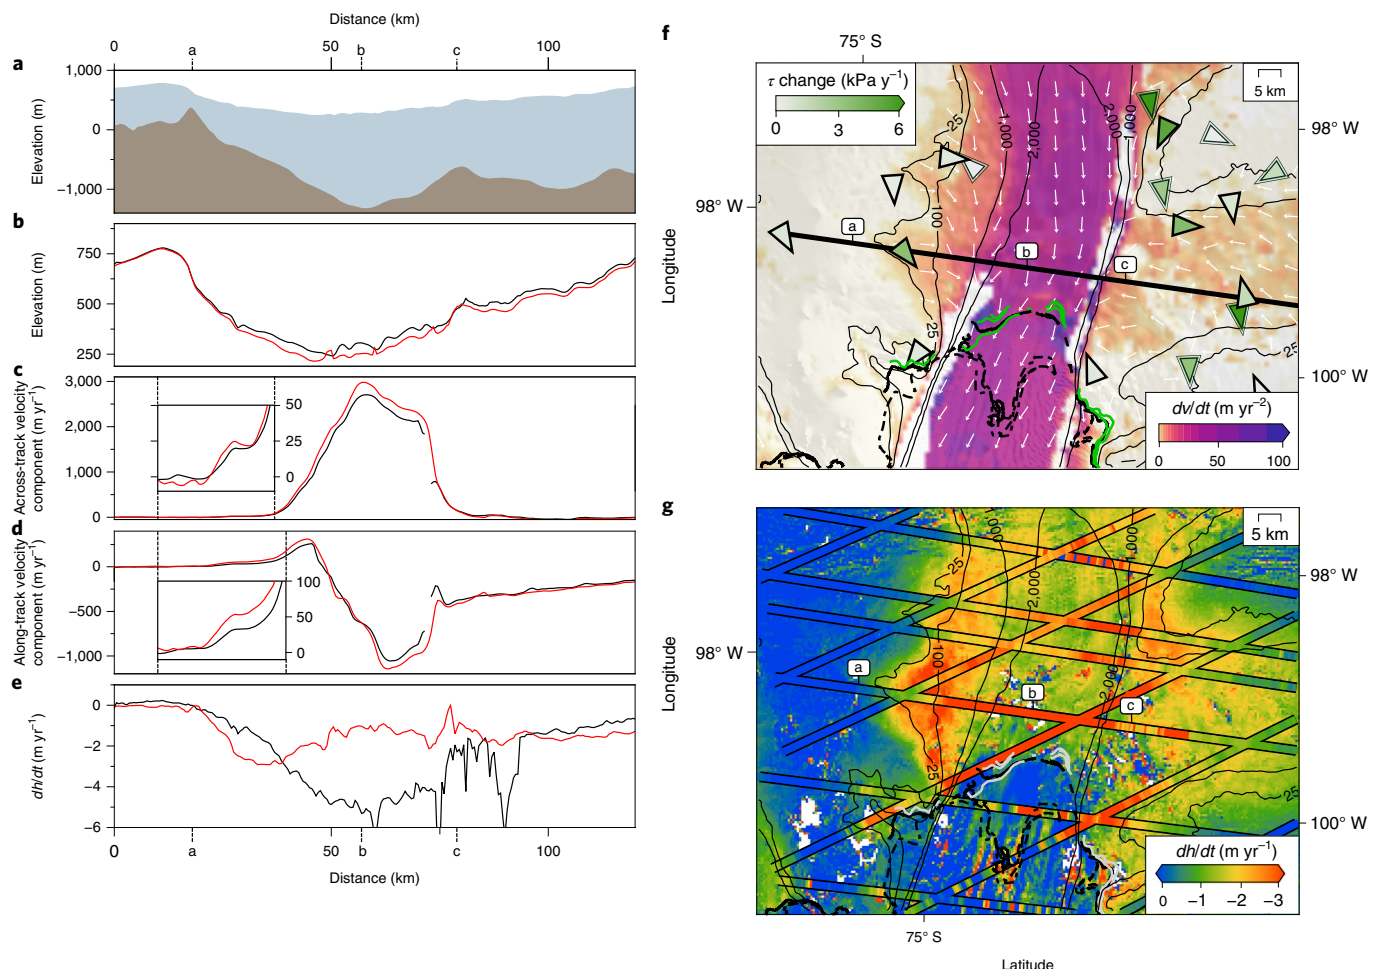 Distance (km)
0 a 50 b c 100
a
1,000
0
−1,000
Elevation (m)
b
750
500
250
Elevation (m)
c
3,000
2,000
1,000
0
Across-track velocity
component (m yr−1)
50
25
0
d
0
−500
−1,000
Along-track velocity
component (m yr−1)
100
50
0
e
0
−2
−4
−6
dh/dt (m yr−1)
0 a 50 b c 100
Distance (km)
f
75° S
τ change (kPa y−1)
0 3 6
5 km
98° W
98° W
100° W
Longitude
a
b
c
25
100
25
1,000
2,000
2,000
1,000
25
dv/dt (m yr−2)
0 50 100
g
5 km
98° W
98° W
100° W
Longitude
a
b
c
25
100
25
1,000
2,000
1,000
2,000
25
dh/dt (m yr−1)
0 −1 −2 −3
75° S
Latitude